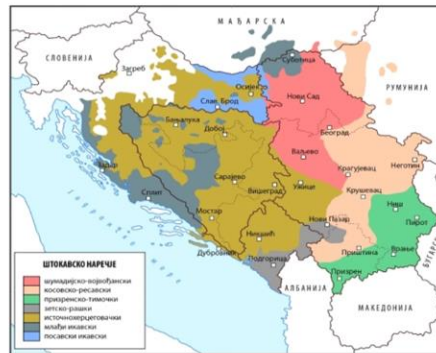 МАЂАРСКА
СЛОВЕНИЈА
Загреб
Суботица
РУМУНИЈА
Осијек
Нови Сад
Слав. Брод
Бањалука
Добој
Београд
Ваљево
Задар
Крагујевац
Неготин
Сарајево
Ужице
Вишеград
Крушевац
Сплит
Мостар
Ниш
Нови Пазар
Пирот
Никшић
Приштина
Врање
Дубровник
Подгорица
Призрен
БУГАРСКА
АЛБАНИЈА
МАКЕДОНИЈА
ШТОКАВСКО НАРЕЧЈЕ
шумадијско-војвођански
косовско-ресавски
призренско-тимочки
зетско-рашки
источнохерцеговачки
млађи икавски
посавски икавски